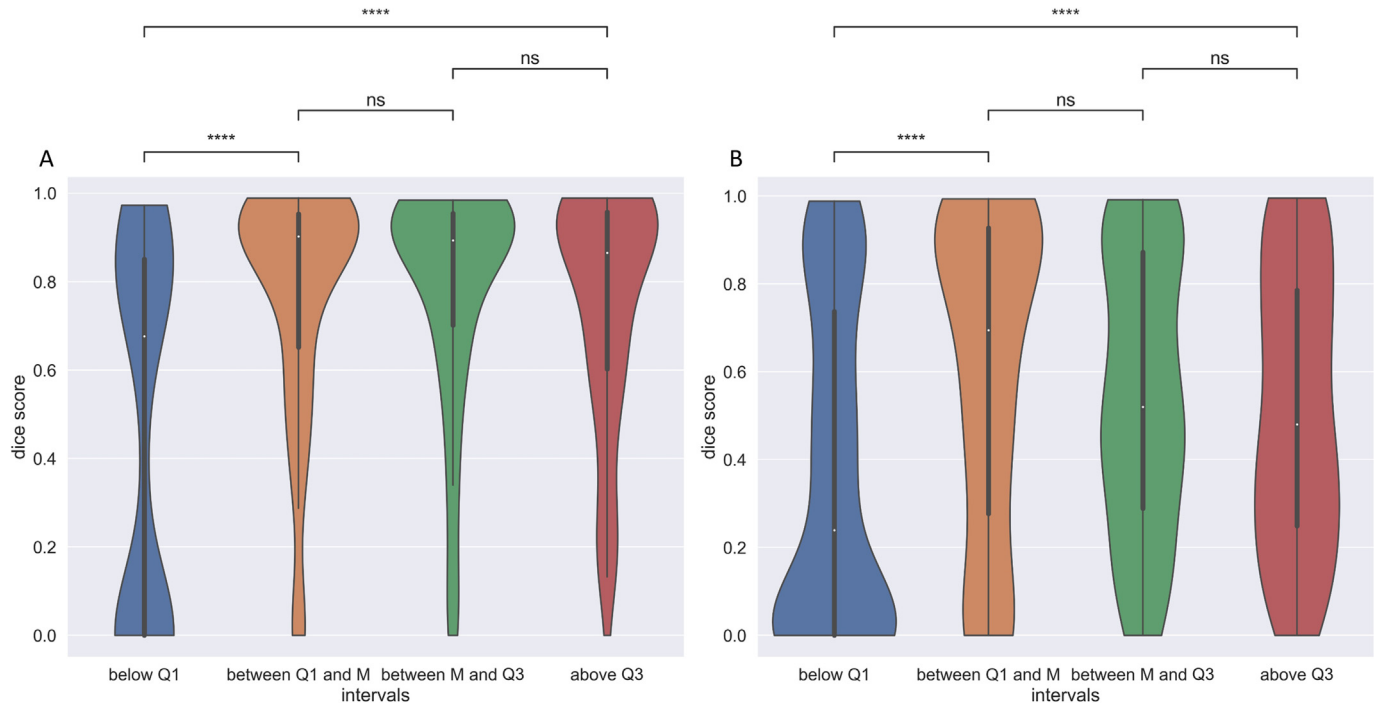 ****
ns
ns
****
A
1.0
0.8
0.6
0.4
0.2
0.0
dice score
below Q1
between Q1 and M
between M and Q3
above Q3
intervals
****
ns
ns
****
B
1.0
0.8
0.6
0.4
0.2
0.0
dice score
below Q1
between Q1 and M
between M and Q3
above Q3
intervals